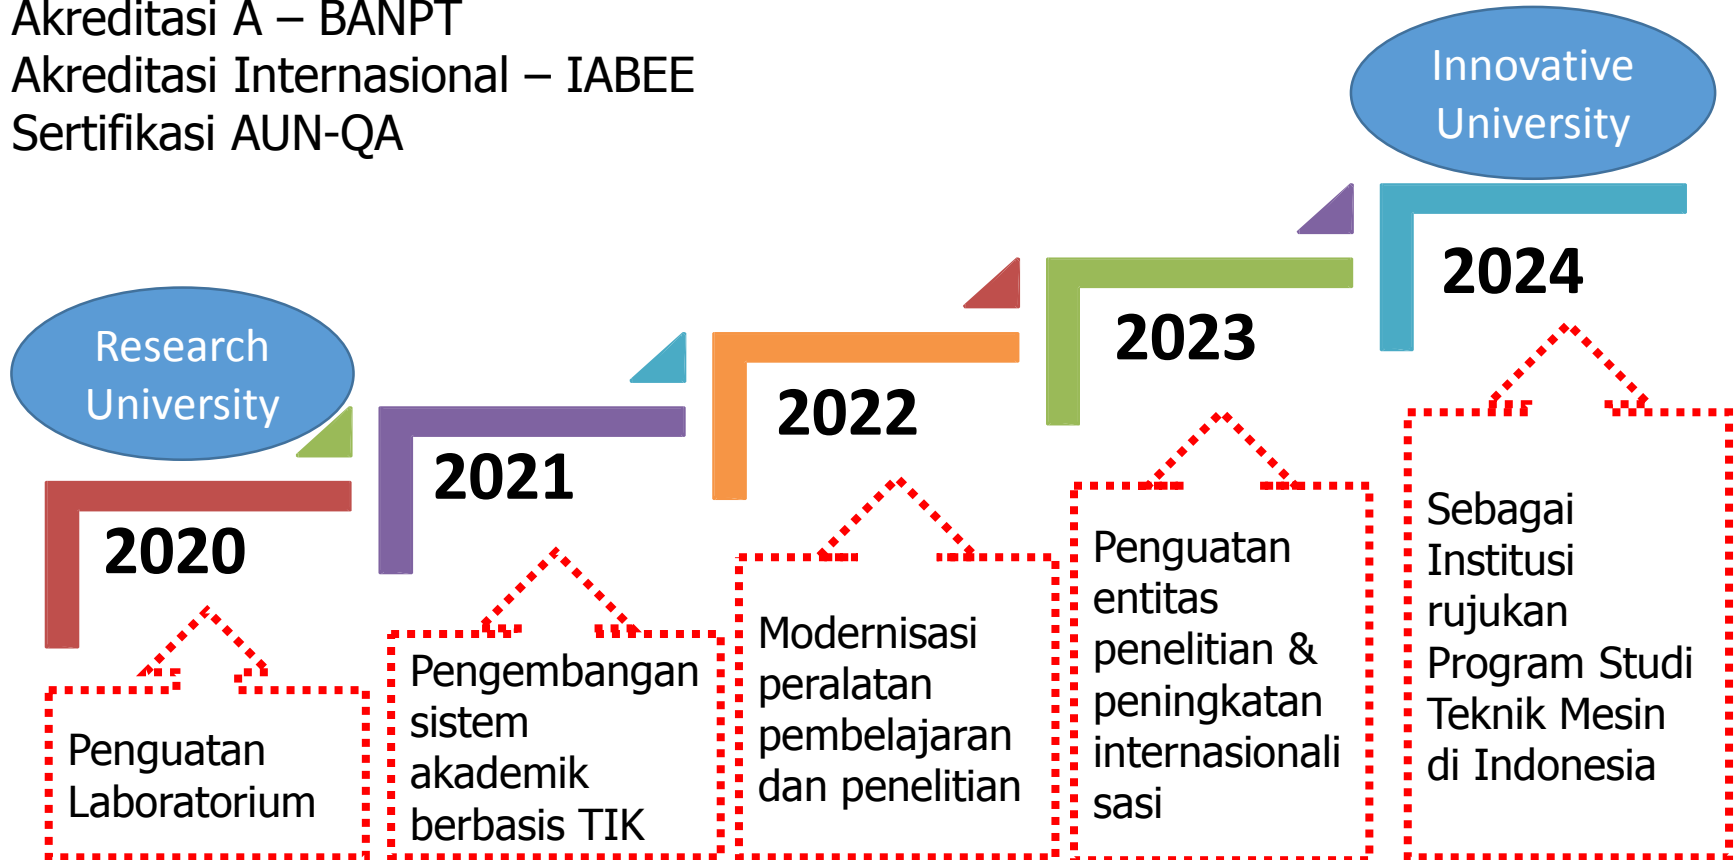 Akreditasi A – BANPT
Akreditasi Internasional – IABEE
Sertifikasi AUN-QA
Innovative
University
Research
University
2020
2021
2022
2023
2024
Penguatan
Laboratorium
Pengembangan
sistem
akademik
berbasis TIK
Modernisasi
peralatan
pembelajaran
dan penelitian
Penguatan
entitas
penelitian &
peningkatan
internasionali
sasi
Sebagai
Institusi
rujukan
Program Studi
Teknik Mesin
di Indonesia